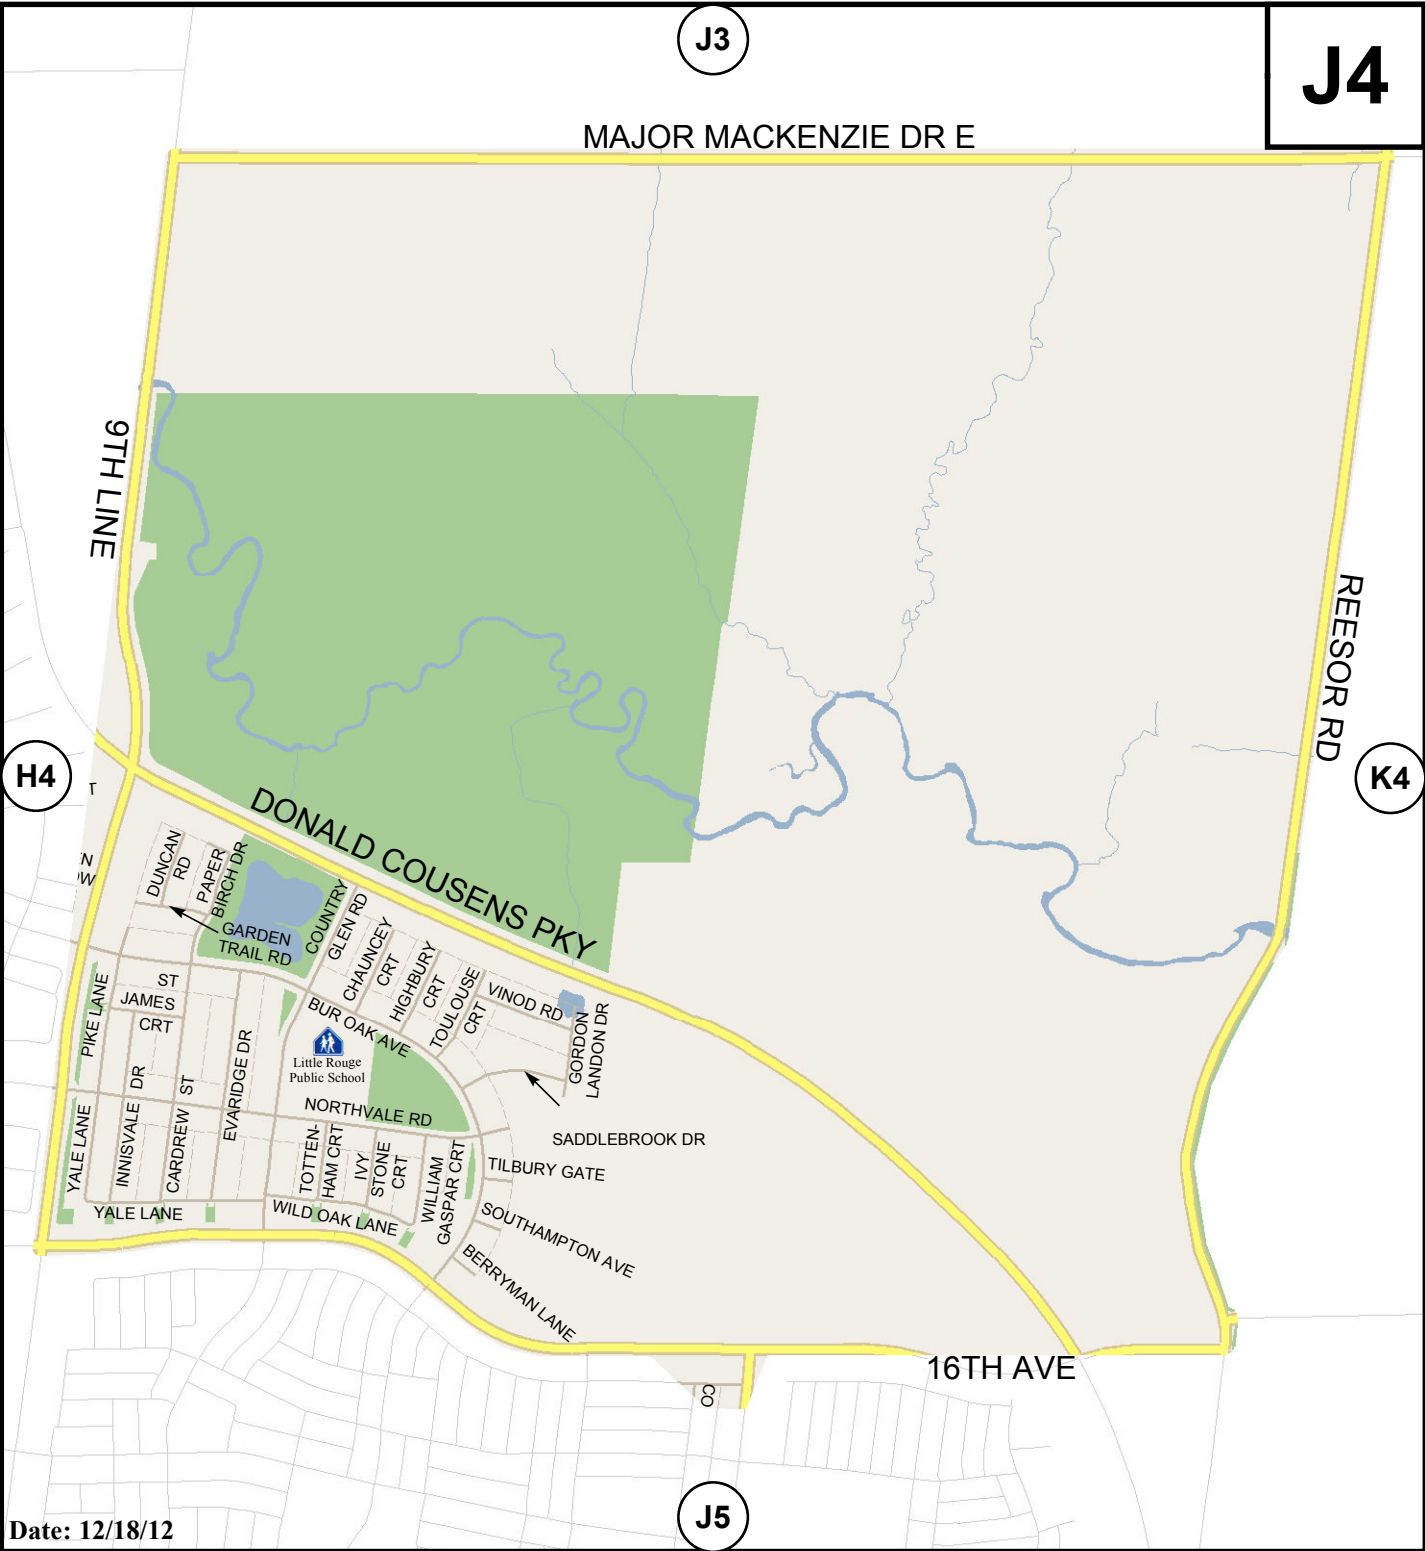 J3
J4
MAJOR MACKENZIE DR E
9TH LINE
REESOR RD
H4
K4
T
DONALD COUSENS PKY
DUNCAN
RD
PAPER
BIRCH DR
GARDEN
TRAIL RD
COUNTRY
GLEN RD
CHAUNCEY
CRT
HIGHBURY
CRT
TOULOUSE
CRT
VINOD RD
GORDON
LANDON DR
PIKE LANE
ST
JAMES
CRT
BUR OAK AVE
Little Rouge
Public School
EVARIDGE DR
INNISVALE DR
CARDREW ST
NORTHVALE RD
SADDLEBROOK DR
YALE LANE
TOTTEN-
HAM CRT
IVY
STONE
CRT
WILLIAM
GASPAR CRT
TILBURY GATE
YALE LANE
WILD OAK LANE
SOUTHAMPTON AVE
BERRYMAN LANE
16TH AVE
CO
J5
Date: 12/18/12